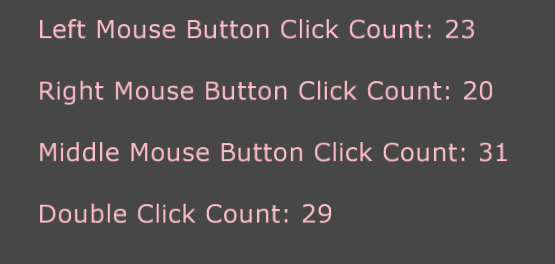 Left Mouse Button Click Count: 23
Right Mouse Button Click Count: 20
Middle Mouse Button Click Count: 31
Double Click Count: 29